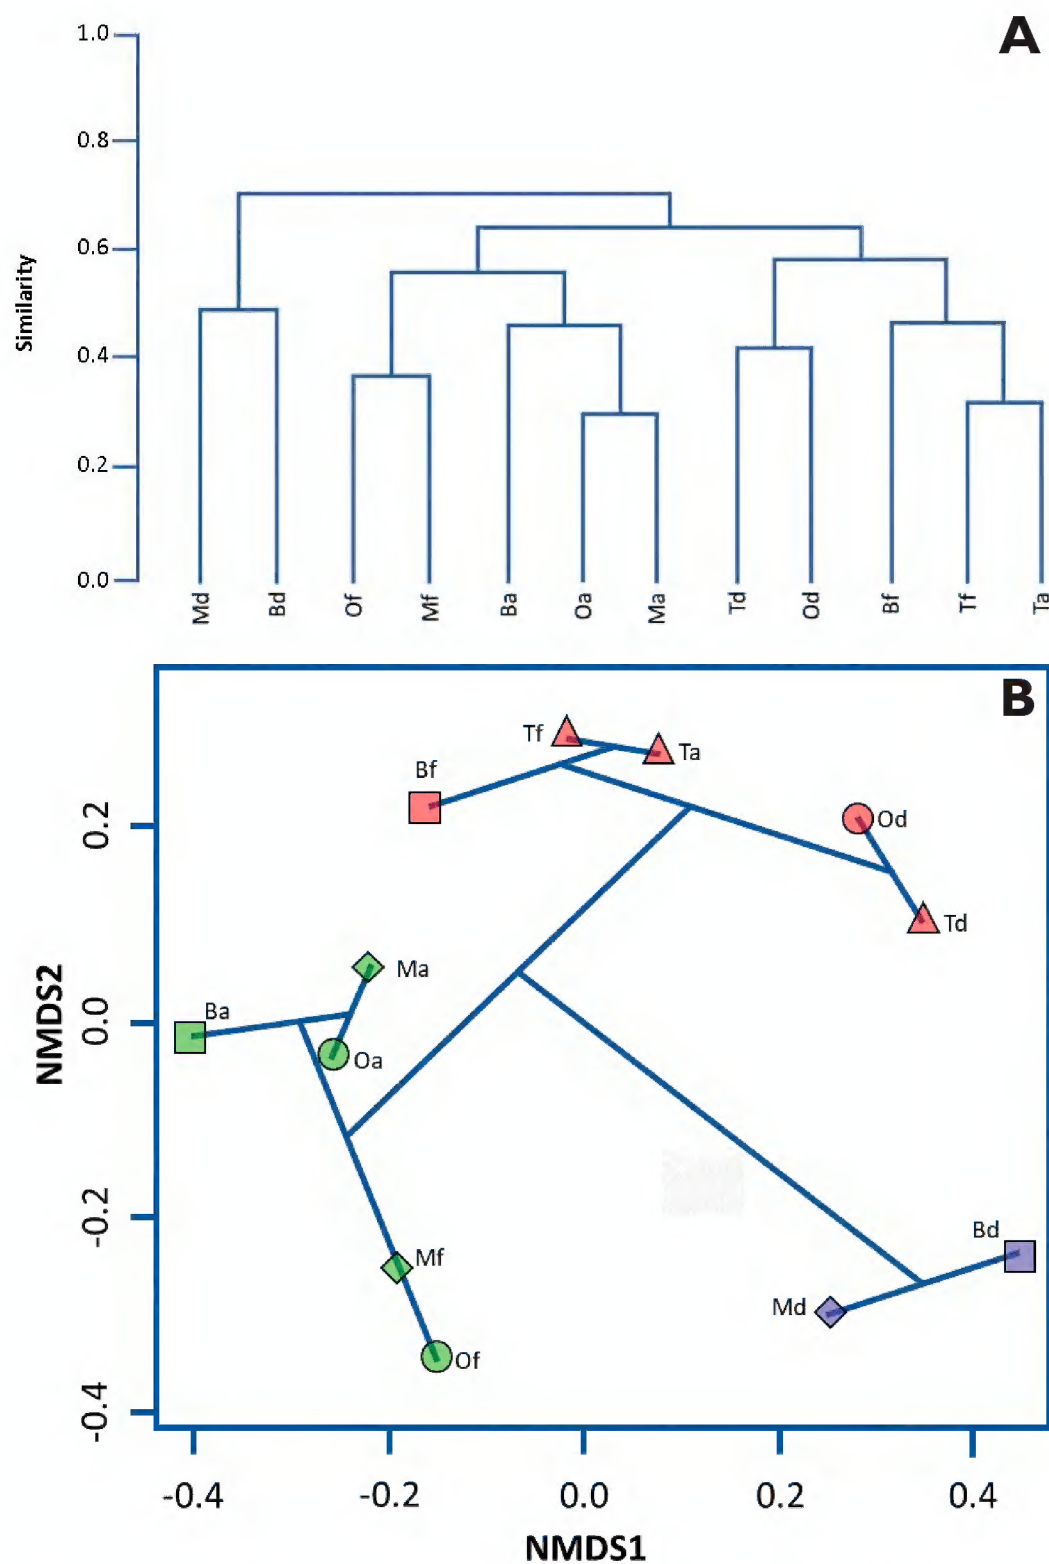 A
1.0
0.8
0.6
0.4
0.2
0.0
Similarity
Md Bd Of Mf Ba Oa Ma Td Od Bf Tf Ta
B
Tf
Ta
Bf
Od
Td
Ma
Ba
Oa
Mf
Of
Bd
Md
0.2
0.0
-0.2
-0.4
NMDS2
-0.4 -0.2 0.0 0.2 0.4
NMDS1